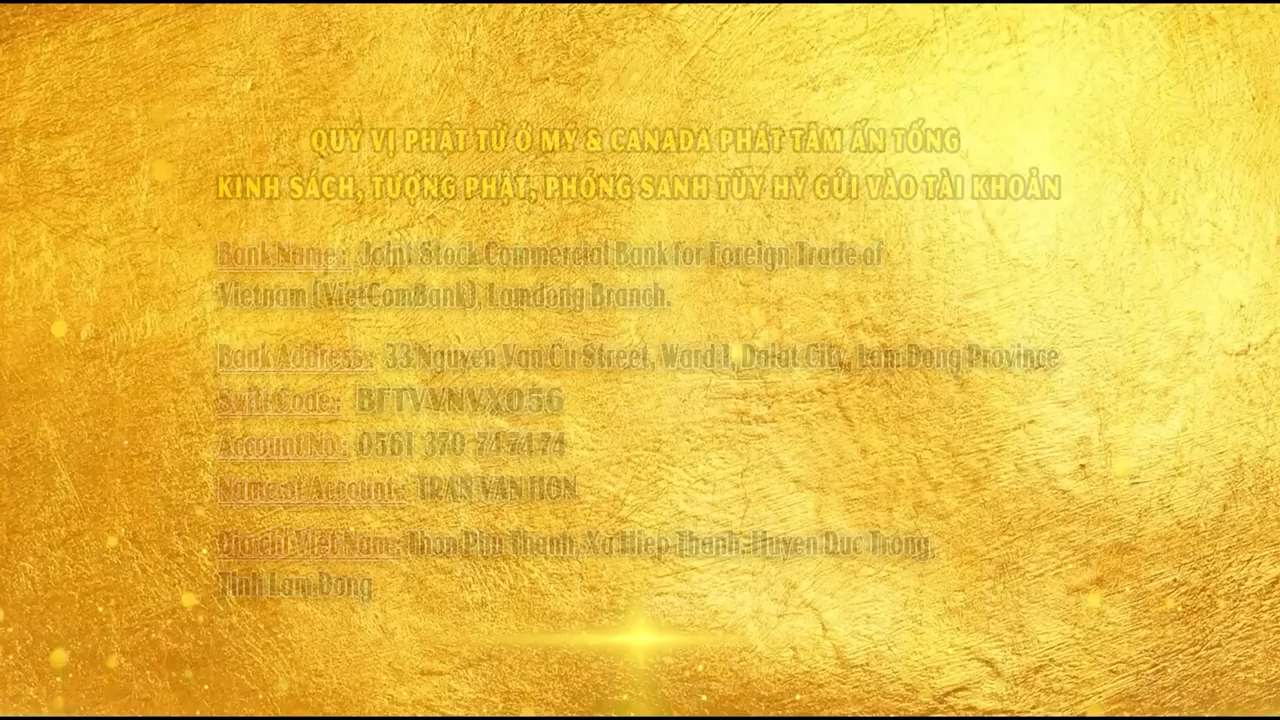 QUÝ VỊ PHẬT TỬ Ở MỸ & CANADA PHÁT TÂM ẤN TỐNG
KINH SÁCH, TƯỢNG PHẬT, PHÓNG SANH TÙY HỶ GỬI VÀO TÀI KHOẢN
Bank Name: Joint Stock Commercial Bank for Foreign Trade of
Vietnam (VietComBank), Lamdong Branch.
Bank Address: 33 Nguyen Van Cu Street, Ward 1, Dalat City, Lam Dong Province
Swift Code: BFTVVNVX056
Account No.: 0561 370 747474
Name of Account: TRAN VAN HON
Dia chi Viet Nam: Thon Phu Thanh, Xa Hiep Thanh, Huyen Duc Trong,
Tinh Lam Dong